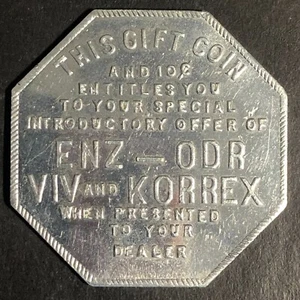 THIS GIFT COIN
AND 10¢
ENTITLES YOU
TO YOUR SPECIAL
INTRODUCTORY OFFER OF
ENZ — ODR
VIV AND KORREX
WHEN PRESENTED
TO YOUR
DEALER